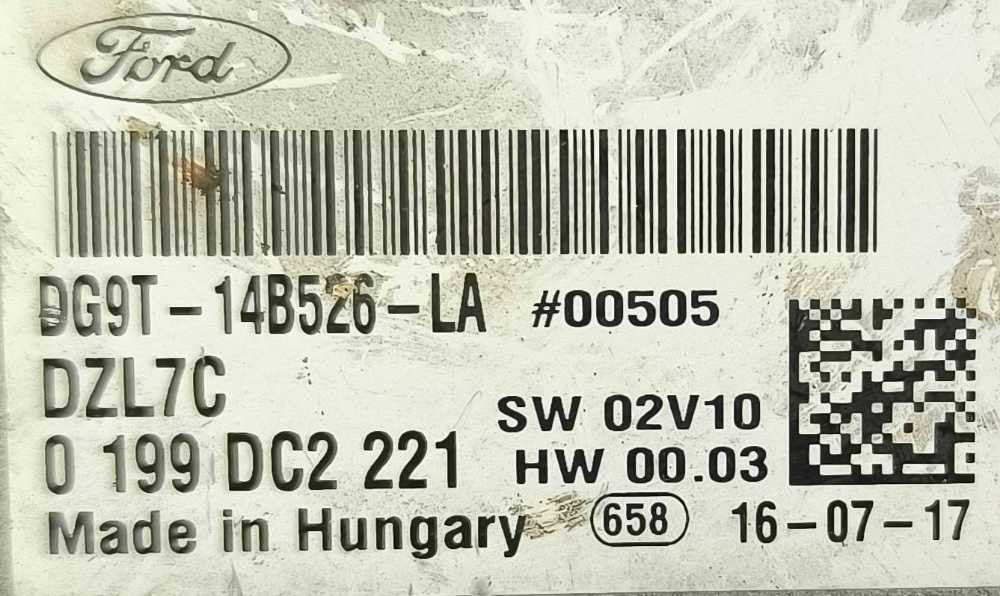 Ford
DG9T-14B526-LA #00505
DZL7C
SW 02V10
0 199 DC2 221 HW 00.03
Made in Hungary 658 16-07-17